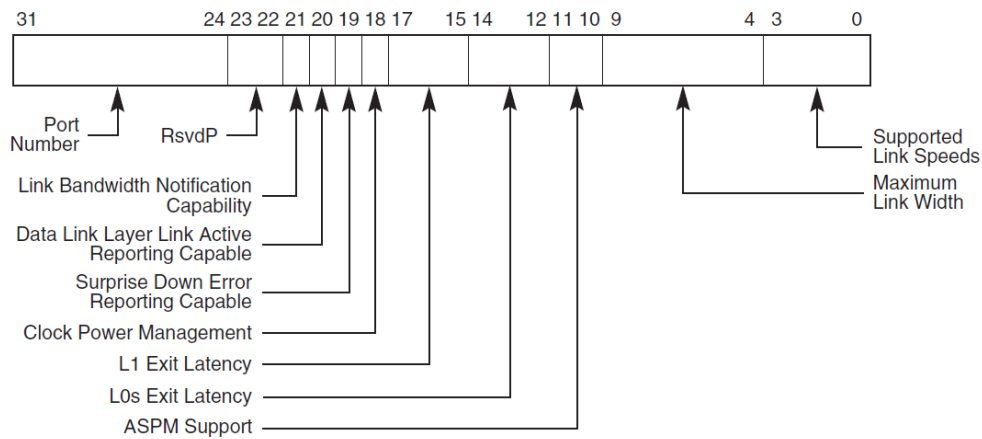 31 24 23 22 21 20 19 18 17 15 14 12 11 10 9 4 3 0
Port
Number
RsvdP
Supported
Link Speeds
Link Bandwidth Notification
Capability
Maximum
Link Width
Data Link Layer Link Active
Reporting Capable
Surprise Down Error
Reporting Capable
Clock Power Management
L1 Exit Latency
L0s Exit Latency
ASPM Support